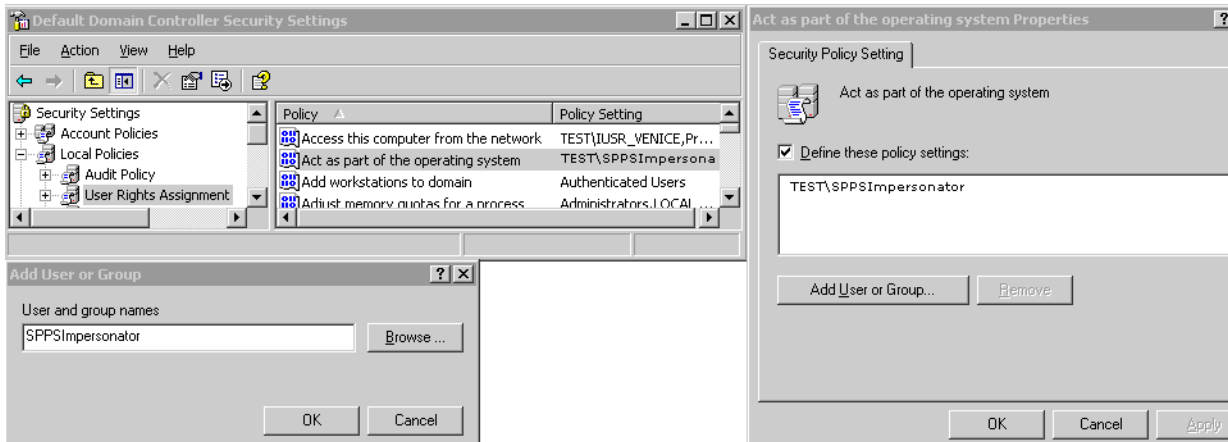 Default Domain Controller Security Settings
File Action View Help
Security Settings
Account Policies
Local Policies
Audit Policy
User Rights Assignment
Policy Policy Setting
Access this computer from the network TEST\IUSR_VENICE,Pr...
Act as part of the operating system TEST\SPPSImpersona
Add workstations to domain Authenticated Users
Adjust memory quotas for a process Administrators,LOCAL ...
Add User or Group
User and group names
SPPSImpersonator
Browse ...
OK Cancel
Act as part of the operating system Properties
Security Policy Setting
Act as part of the operating system
Define these policy settings:
TEST\SPPSImpersonator
Add User or Group... Remove
OK Cancel Apply